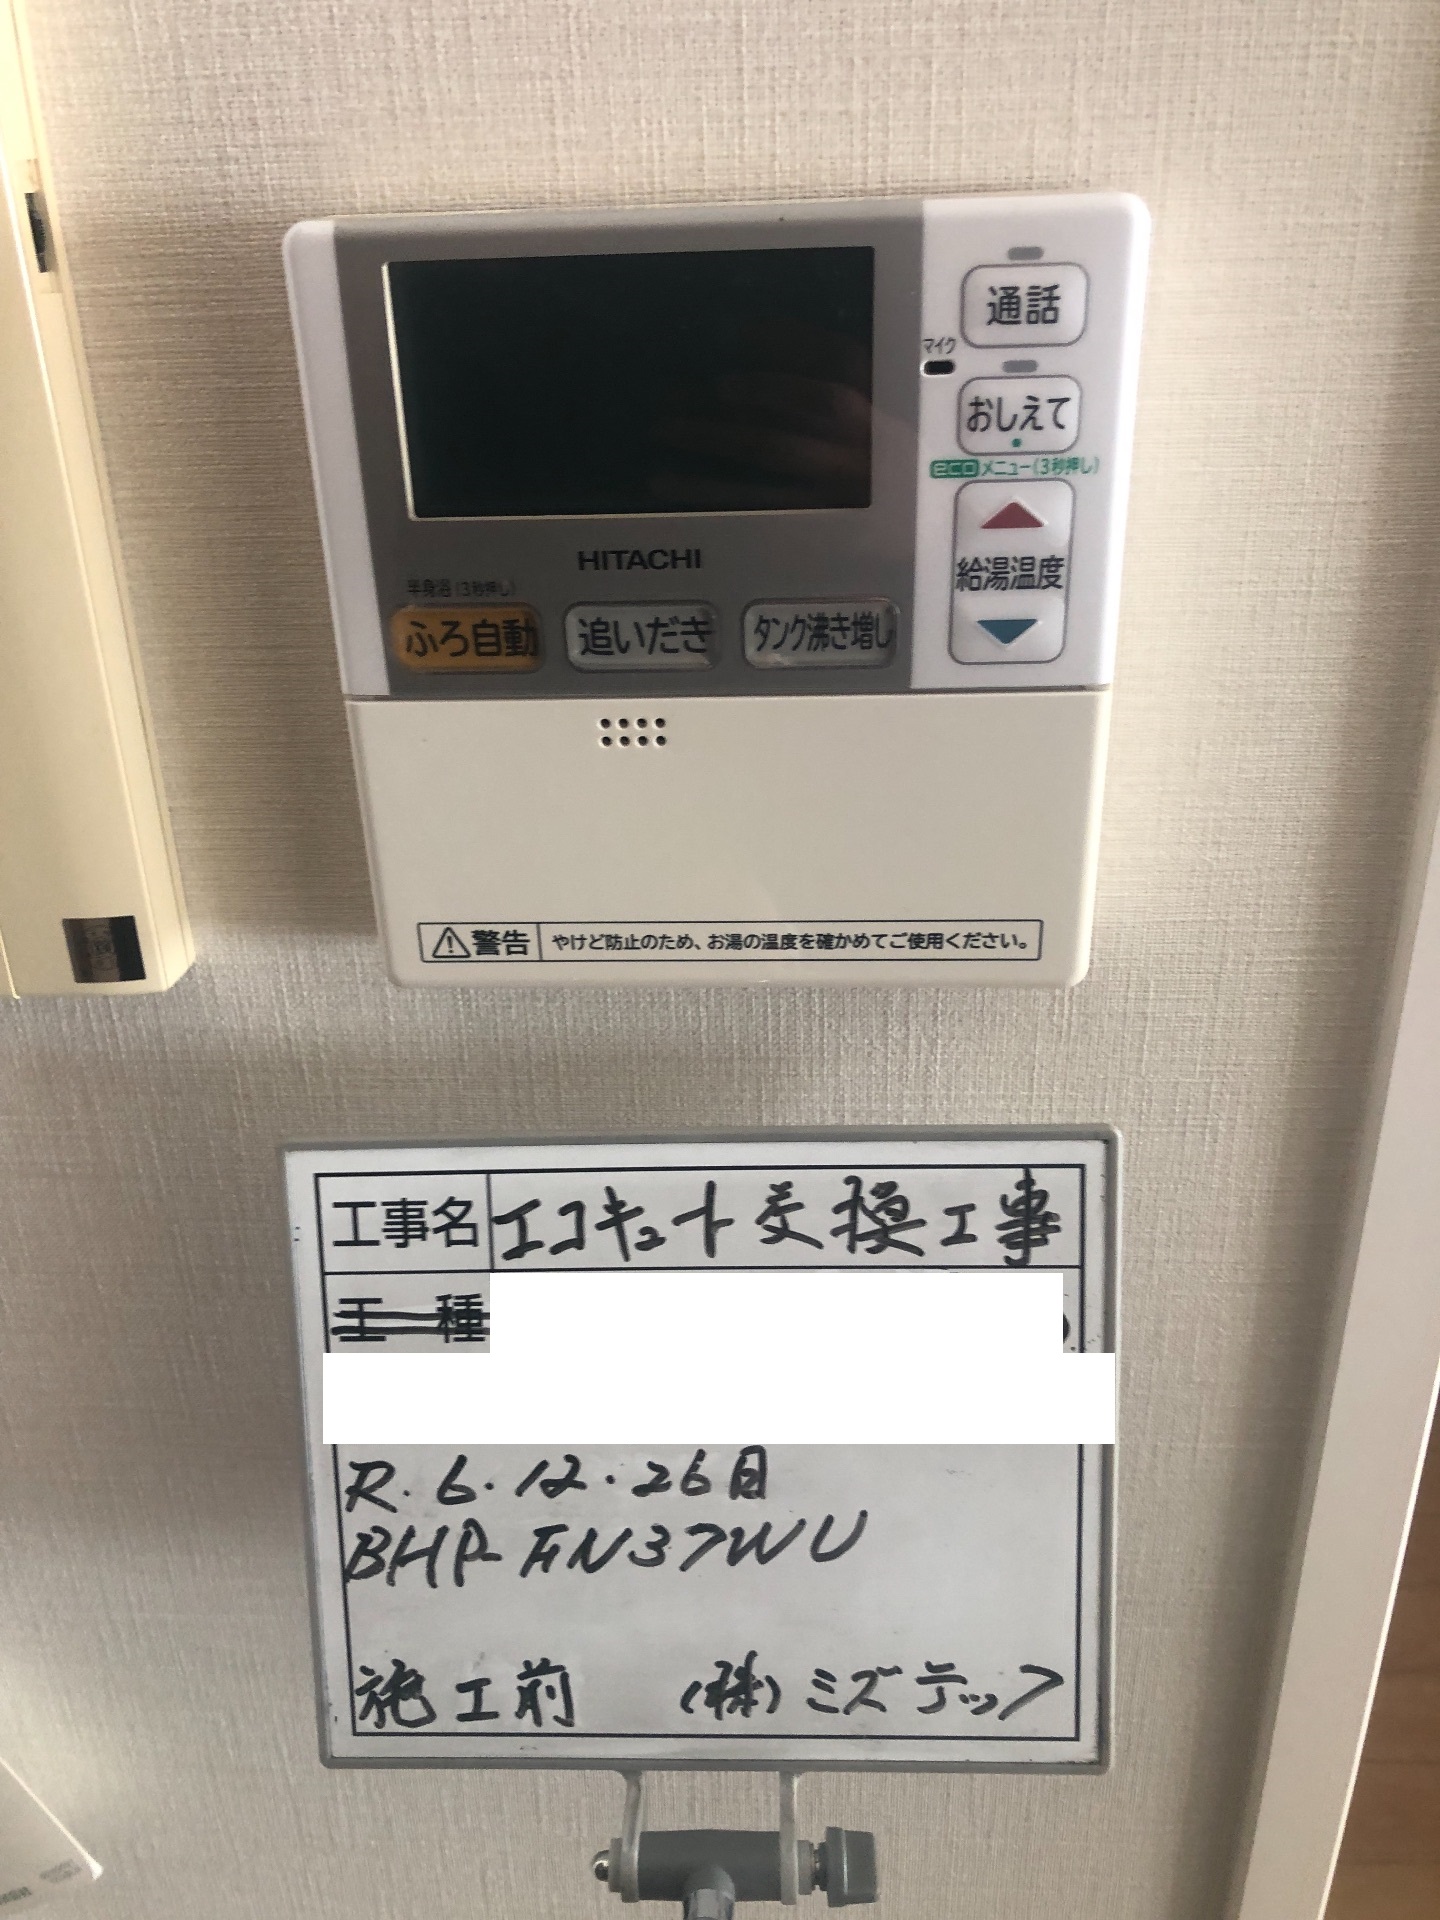 通話
マイク
おしえて
ecoメニュー(3秒押し)
給湯温度
HITACHI
半身浴(3秒押し)
ふろ自動 追いだき タンク沸き増し
警告 やけど防止のため、お湯の温度を確かめてご使用ください。
工事名 エコキュート交換工事
工種
R.6.12.26日
BHP-FN37WU
施工前 (株)ミズテック